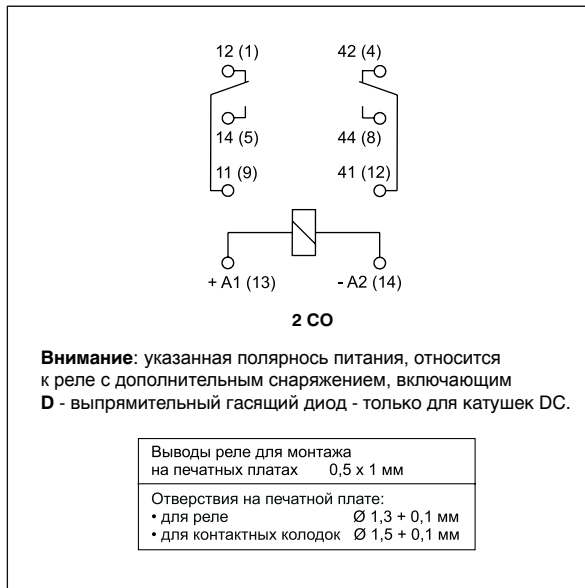 12 (1) 42 (4)
14 (5) 44 (8)
11 (9) 41 (12)
+ A1 (13) - A2 (14)
2 CO
Внимание: указанная полярнось питания, относится
к реле с дополнительным снаряжением, включающим
D - выпрямительный гасящий диод - только для катушек DC.
Выводы реле для монтажа
на печатных платах 0,5 x 1 мм
Отверствия на печатной плате:
• для реле Ø 1,3 + 0,1 мм
• для контактных колодок Ø 1,5 + 0,1 мм